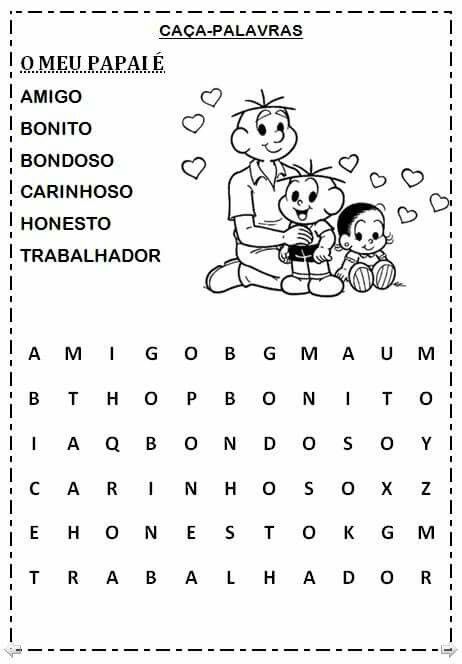 CAÇA-PALAVRAS
O MEU PAPAI É
AMIGO
BONITO
BONDOSO
CARINHOSO
HONESTO
TRABALHADOR
A M I G O B G M A U M
B T H O P B O N I T O
I A Q B O N D O S O Y
C A R I N H O S O X Z
E H O N E S T O K G M
T R A B A L H A D O R